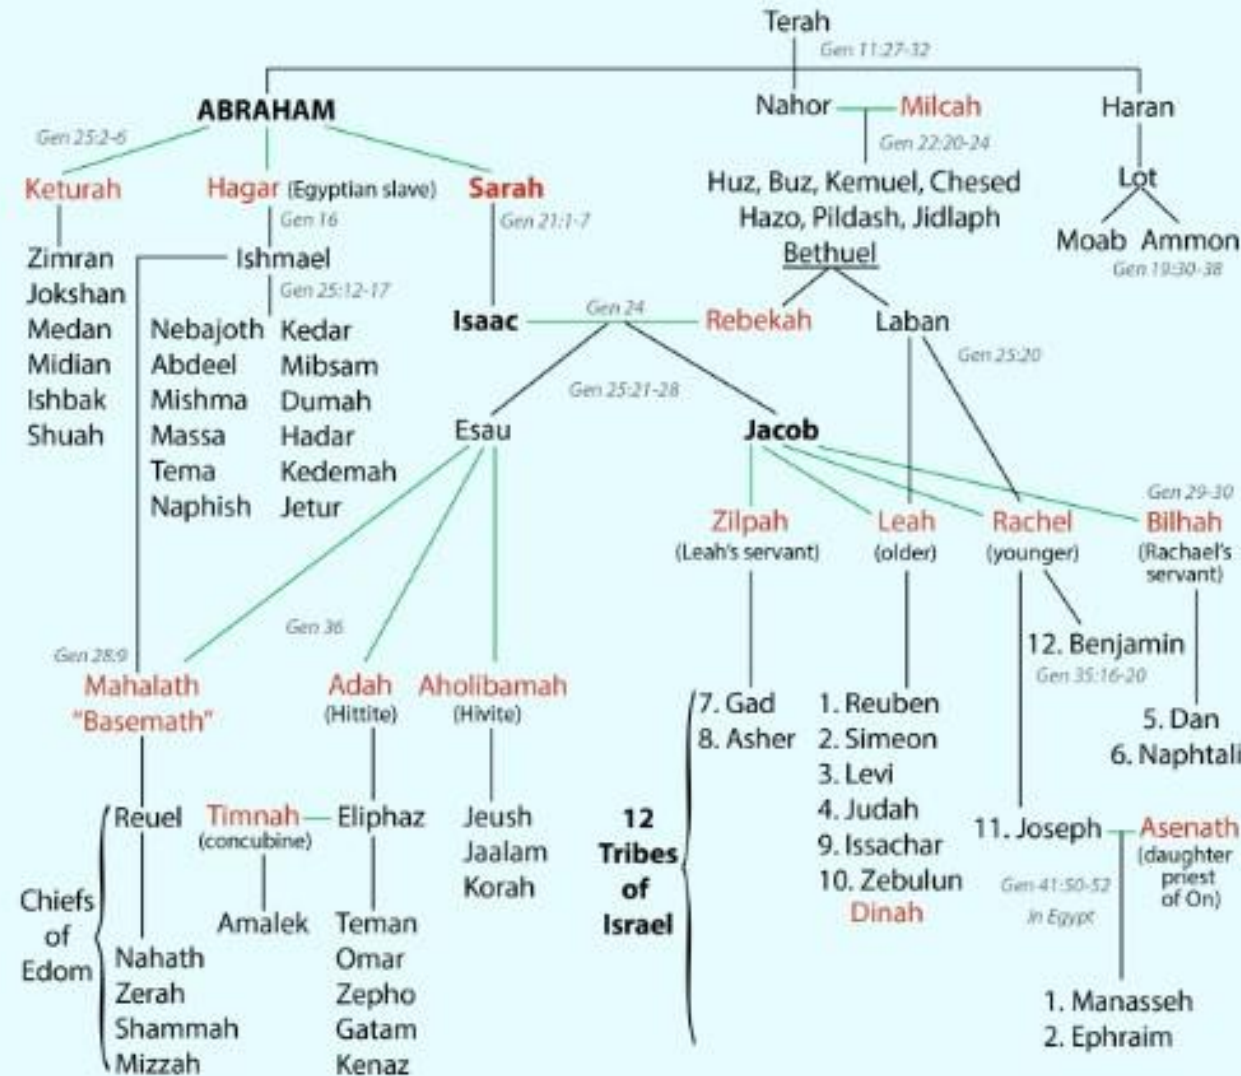 Terah
Gen 11:27-32
ABRAHAM
Nahor
Milcah
Haran
Gen 25:2-6
Gen 22:20-24
Keturah
Hagar (Egyptian slave)
Sarah
Huz, Buz, Kemuel, Chesed
Hazo, Pildash, Jidlaph
Bethuel
Lot
Gen 16
Gen 21:1-7
Moab Ammon
Gen 19:30-38
Zimran
Jokshan
Medan
Midian
Ishbak
Shuah
Ishmael
Gen 25:12-17
Nebajoth Kedar
Abdeel Mibsam
Mishma Dumah
Massa Hadar
Tema Kedemah
Naphish Jetur
Isaac
Gen 24
Rebekah
Laban
Gen 25:20
Gen 25:21-28
Esau
Jacob
Gen 29-30
Zilpah
(Leah's servant)
Leah
(older)
Rachel
(younger)
Bilhah
(Rachael's
servant)
Gen 36
Gen 28:9
Mahalath
"Basemath"
Adah
(Hittite)
Aholibamah
(Hivite)
12. Benjamin
Gen 35:16-20
7. Gad
8. Asher
1. Reuben
2. Simeon
3. Levi
4. Judah
9. Issachar
10. Zebulun
Dinah
5. Dan
6. Naphtali
Reuel
Timnah
(concubine)
Eliphaz
Jeush
Jaalam
Korah
12
Tribes
of
Israel
11. Joseph
Asenath
(daughter
priest
of On)
Gen 41:50-52
in Egypt
Chiefs
of
Edom
Amalek
Teman
Omar
Zepho
Gatam
Kenaz
Nahath
Zerah
Shammah
Mizzah
1. Manasseh
2. Ephraim